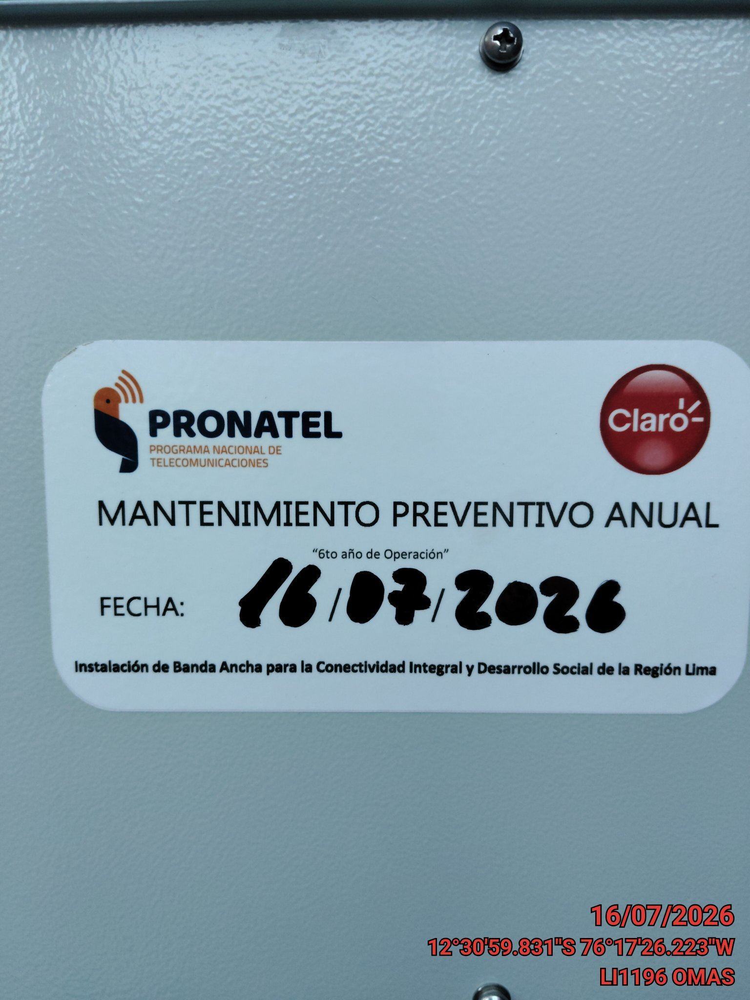 PRONATEL
PROGRAMA NACIONAL DE
TELECOMUNICACIONES
Claro
MANTENIMIENTO PREVENTIVO ANUAL
“6to año de Operación”
FECHA: 16/07/2026
Instalación de Banda Ancha para la Conectividad Integral y Desarrollo Social de la Región Lima
16/07/2026
12°30'59.831"S 76°17'26.223"W
LI1196 OMAS